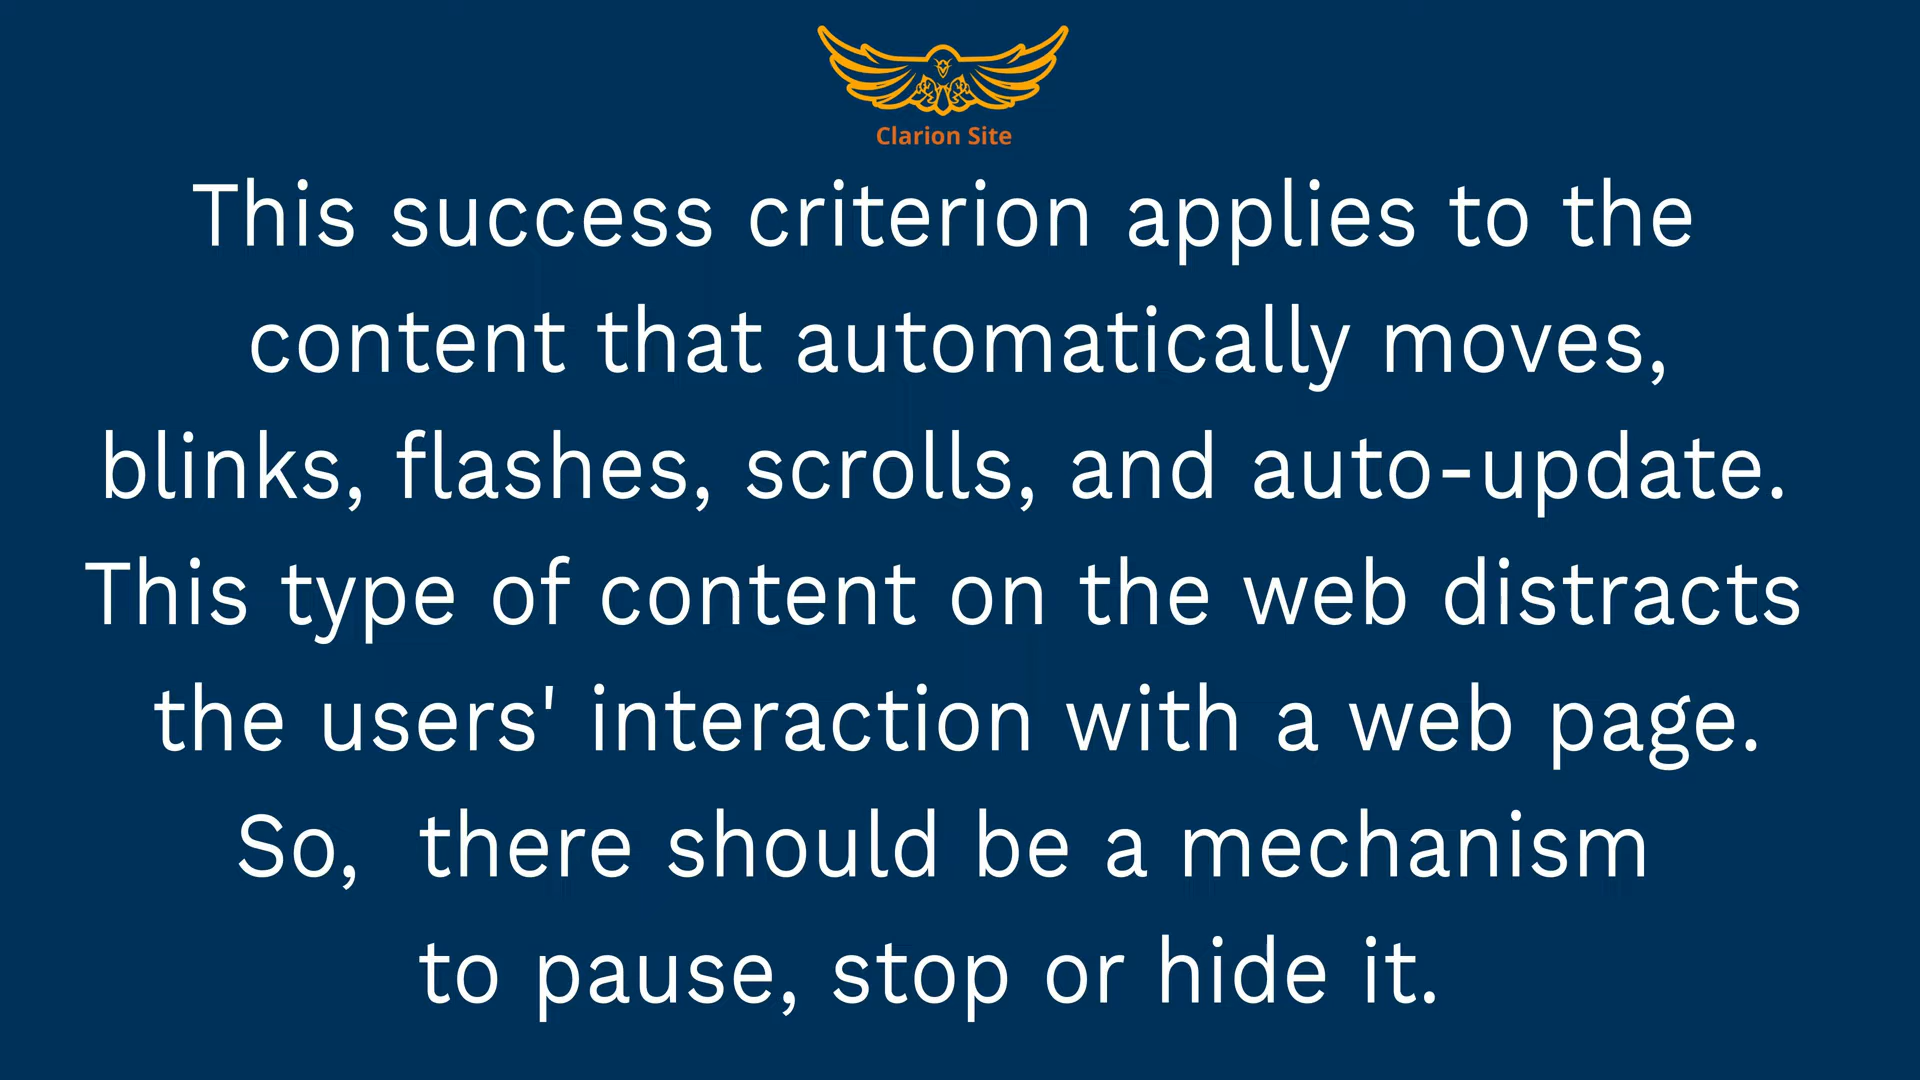 Clarion Site
This success criterion applies to the
content that automatically moves,
blinks, flashes, scrolls, and auto-update.
This type of content on the web distracts
the users' interaction with a web page.
So,  there should be a mechanism
to pause, stop or hide it.